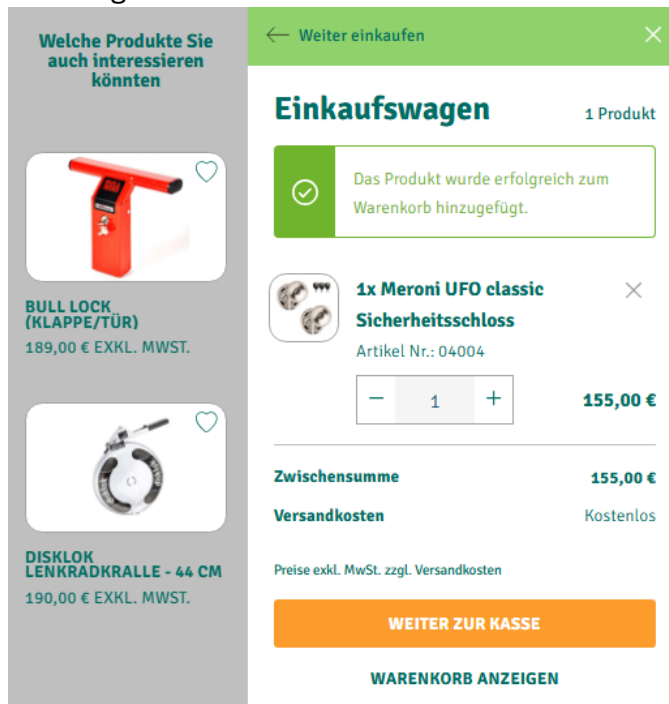 Welche Produkte Sie
auch interessieren
könnten
BULL LOCK
(KLAPPE/TÜR)
189,00 € EXKL. MWST.
DISKLOK
LENKRADKRALLE - 44 CM
190,00 € EXKL. MWST.
← Weiter einkaufen
Einkaufswagen
1 Produkt
Das Produkt wurde erfolgreich zum
Warenkorb hinzugefügt.
1x Meroni UFO classic
Sicherheitsschloss
Artikel Nr.: 04004
− 1 +
155,00 €
Zwischensumme 155,00 €
Versandkosten Kostenlos
Preise exkl. MwSt. zzgl. Versandkosten
WEITER ZUR KASSE
WARENKORB ANZEIGEN